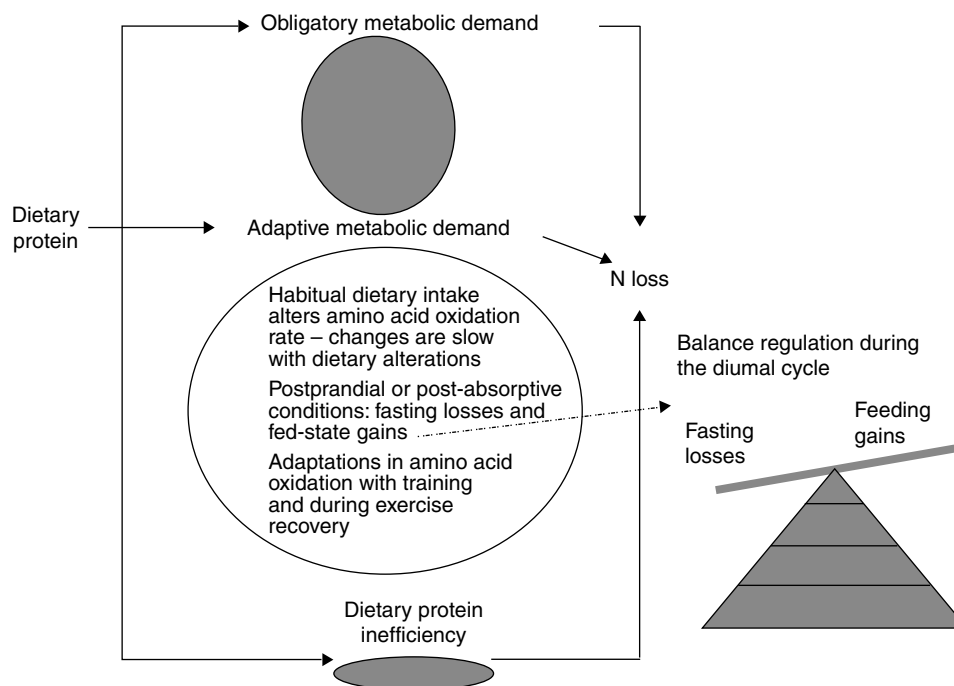 Obligatory metabolic demand
Dietary
protein
Adaptive metabolic demand
N loss
Habitual dietary intake
alters amino acid oxidation
rate – changes are slow
with dietary alterations
Postprandial or post-absorptive
conditions: fasting losses and
fed-state gains
Adaptations in amino acid
oxidation with training
and during exercise
recovery
Balance regulation during
the diumal cycle
Fasting
losses
Feeding
gains
Dietary protein
inefficiency